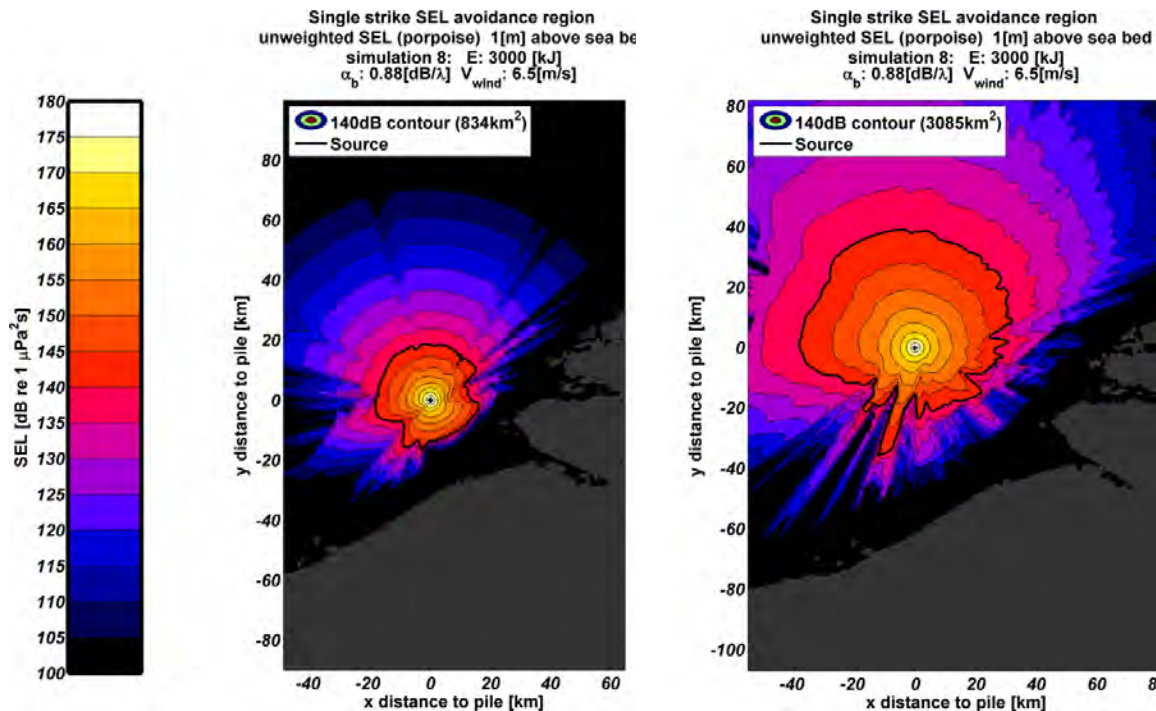 Single strike SEL avoidance region
unweighted SEL (porpoise) 1[m] above sea be
simulation 8: E: 3000 [kJ]
α_b: 0.88[dB/λ] V_wind: 6.5[m/s]
Single strike SEL avoidance region
unweighted SEL (porpoise) 1[m] above sea bed
simulation 8: E: 3000 [kJ]
α_b: 0.88[dB/λ] V_wind: 6.5[m/s]
180
175
170
165
160
155
150
145
140
135
130
125
120
115
110
105
100
SEL [dB re 1 μPa²s]
140dB contour (834km²)
Source
80
60
40
20
0
-20
-40
-60
-80
y distance to pile [km]
-40
-20
0
20
40
60
x distance to pile [km]
140dB contour (3085km²)
Source
80
60
40
20
0
-20
-40
-60
-80
-100
y distance to pile [km]
-40
-20
0
20
40
60
80
x distance to pile [km]